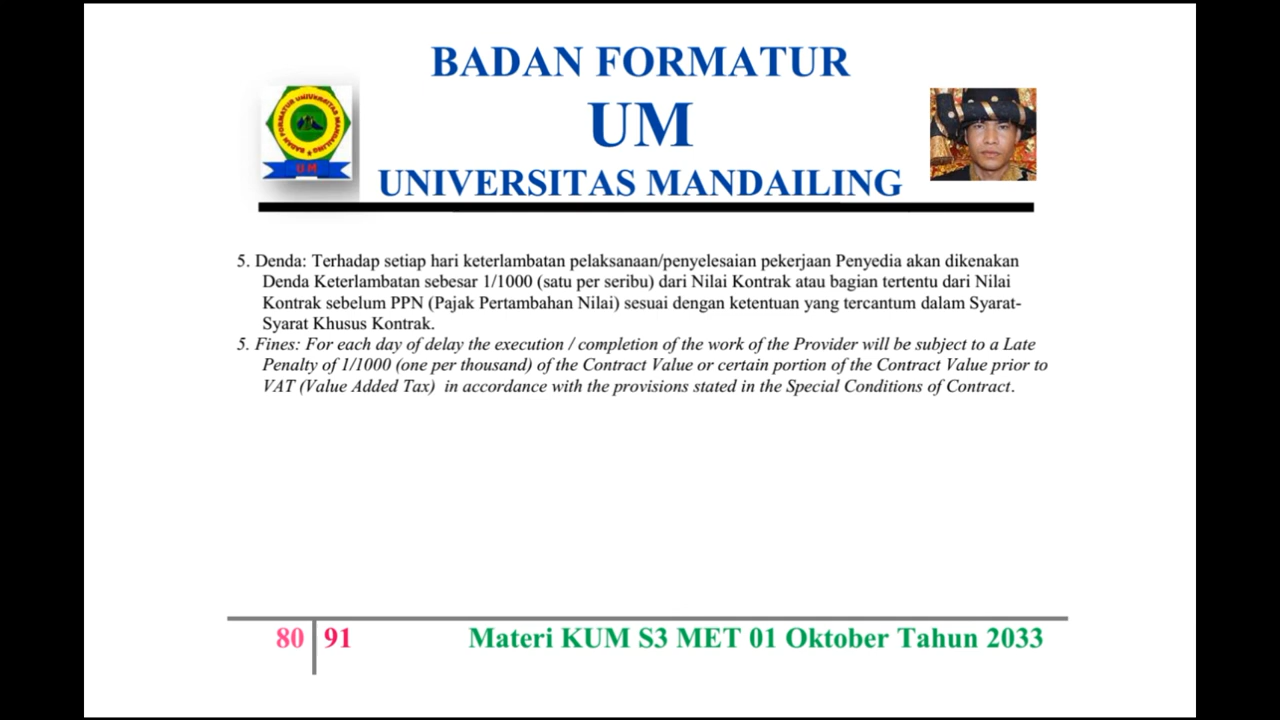 BADAN FORMATUR
UM
UNIVERSITAS MANDAILING
BADAN FORMATUR UNIVERSITAS MANDAILING
UM
5. Denda: Terhadap setiap hari keterlambatan pelaksanaan/penyelesaian pekerjaan Penyedia akan dikenakan
Denda Keterlambatan sebesar 1/1000 (satu per seribu) dari Nilai Kontrak atau bagian tertentu dari Nilai
Kontrak sebelum PPN (Pajak Pertambahan Nilai) sesuai dengan ketentuan yang tercantum dalam Syarat-
Syarat Khusus Kontrak.
5. Fines: For each day of delay the execution / completion of the work of the Provider will be subject to a Late
Penalty of 1/1000 (one per thousand) of the Contract Value or certain portion of the Contract Value prior to
VAT (Value Added Tax) in accordance with the provisions stated in the Special Conditions of Contract.
80 91 Materi KUM S3 MET 01 Oktober Tahun 2033